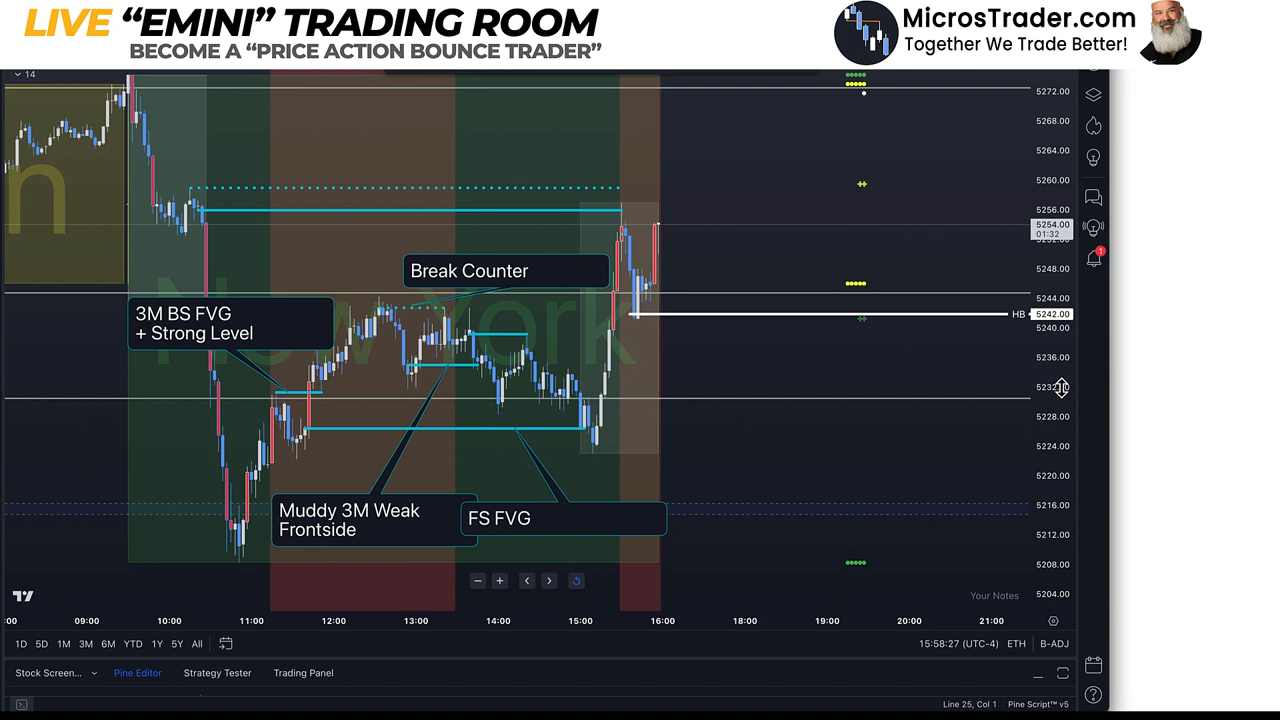 LIVE “EMINI” TRADING ROOM
BECOME A “PRICE ACTION BOUNCE TRADER”
MicrosTrader.com
Together We Trade Better!
14
n
New York
Break Counter
3M BS FVG
+ Strong Level
Muddy 3M Weak
Frontside
FS FVG
5272.00
5268.00
5264.00
5260.00
5256.00
5254.00
01:32
5252.00
5248.00
5244.00
HB 5242.00
5240.00
5236.00
5232
5228.00
5224.00
5220.00
5216.00
5212.00
5208.00
5204.00
1
Your Notes
:00 09:00 10:00 11:00 12:00 13:00 14:00 15:00 16:00 19:00 20:00 21:00
1D 5D 1M 3M 6M YTD 1Y 5Y All 15:58:27 (UTC-4) ETH B-ADJ
Stock Screen... Pine Editor Strategy Tester Trading Panel
Line 25, Col 1 Pine Script™ v5